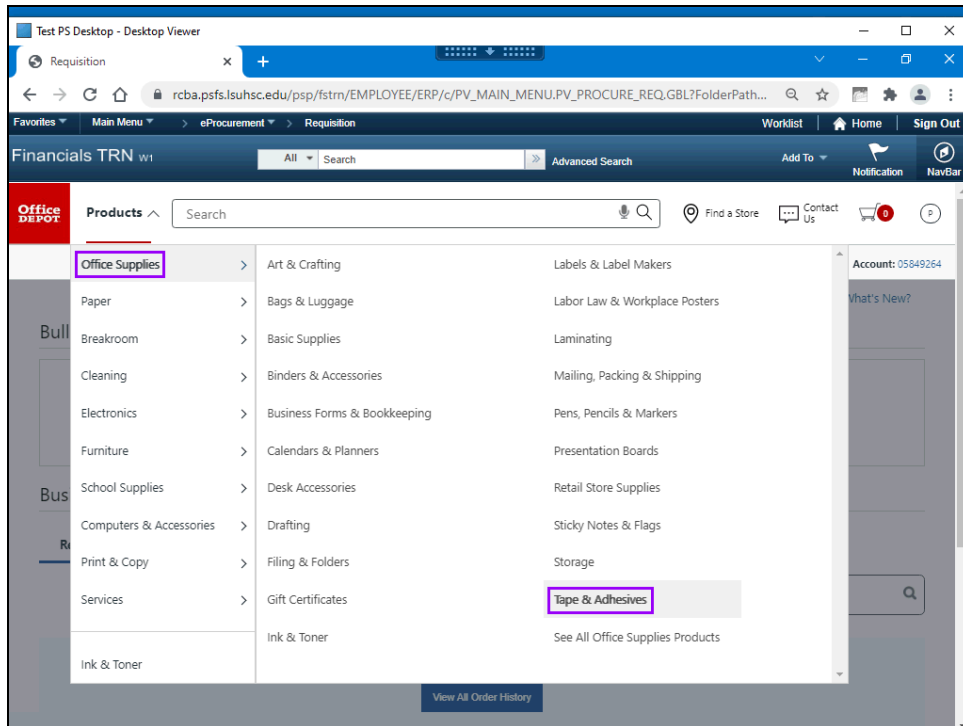 Test PS Desktop - Desktop Viewer
Requisition
rcba.psfs.lsuhsc.edu/psp/fstrn/EMPLOYEE/ERP/c/PV_MAIN_MENU.PV_PROCURE_REQ.GBL?FolderPath...
Favorites Main Menu > eProcurement > Requisition Worklist Home Sign Out
Financials TRN W1 All Search Advanced Search Add To Notification NavBar
Office DEPOT Products Search Find a Store Contact Us 0 P
Account: 05849264
What's New?
Bull
Bus
Office Supplies
Paper
Breakroom
Cleaning
Electronics
Furniture
School Supplies
Computers & Accessories
Print & Copy
Services
Ink & Toner
Art & Crafting
Bags & Luggage
Basic Supplies
Binders & Accessories
Business Forms & Bookkeeping
Calendars & Planners
Desk Accessories
Drafting
Filing & Folders
Gift Certificates
Ink & Toner
Labels & Label Makers
Labor Law & Workplace Posters
Laminating
Mailing, Packing & Shipping
Pens, Pencils & Markers
Presentation Boards
Retail Store Supplies
Sticky Notes & Flags
Storage
Tape & Adhesives
See All Office Supplies Products
View All Order History